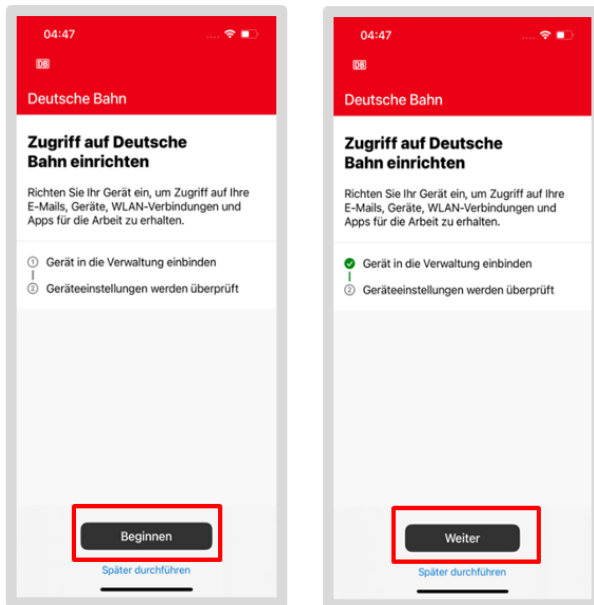 04:47
DB
Deutsche Bahn
Zugriff auf Deutsche
Bahn einrichten
Richten Sie Ihr Gerät ein, um Zugriff auf Ihre
E-Mails, Geräte, WLAN-Verbindungen und
Apps für die Arbeit zu erhalten.
1 Gerät in die Verwaltung einbinden
2 Geräteeinstellungen werden überprüft
Beginnen
Später durchführen
04:47
DB
Deutsche Bahn
Zugriff auf Deutsche
Bahn einrichten
Richten Sie Ihr Gerät ein, um Zugriff auf Ihre
E-Mails, Geräte, WLAN-Verbindungen und
Apps für die Arbeit zu erhalten.
Gerät in die Verwaltung einbinden
2 Geräteeinstellungen werden überprüft
Weiter
Später durchführen